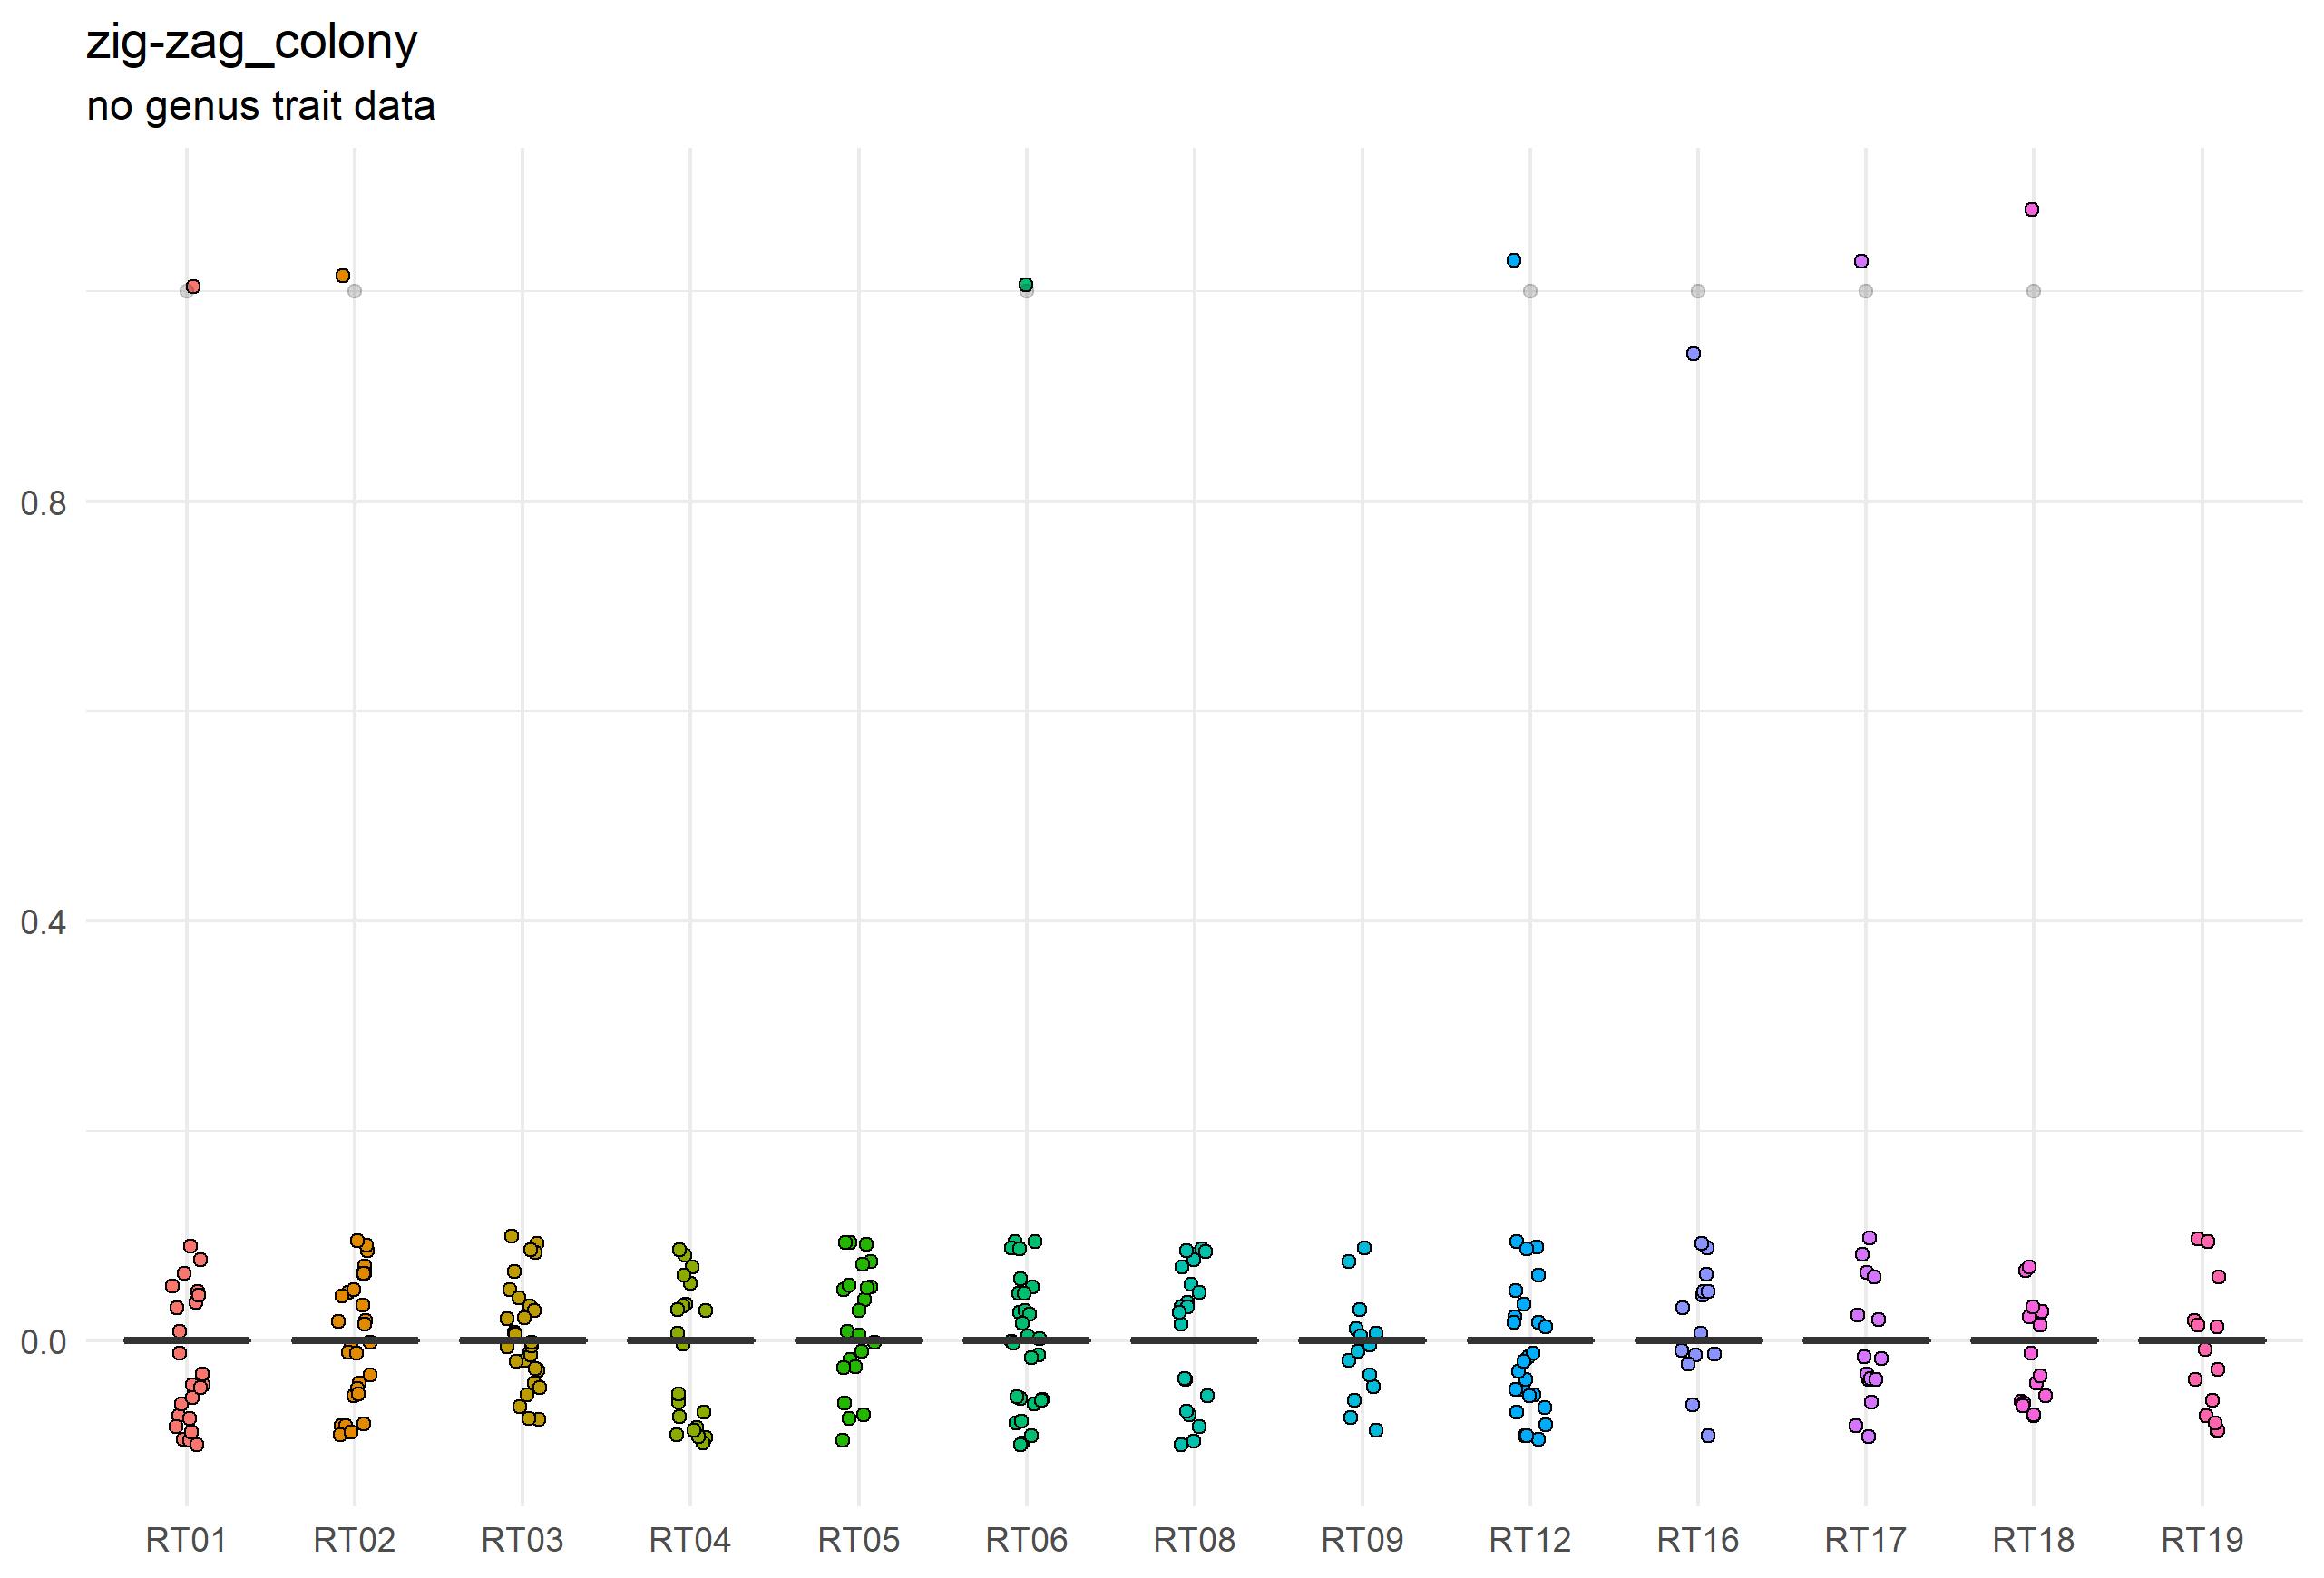 zig-zag_colony
no genus trait data
0.8
0.4
0.0
RT01 RT02 RT03 RT04 RT05 RT06 RT08 RT09 RT12 RT16 RT17 RT18 RT19